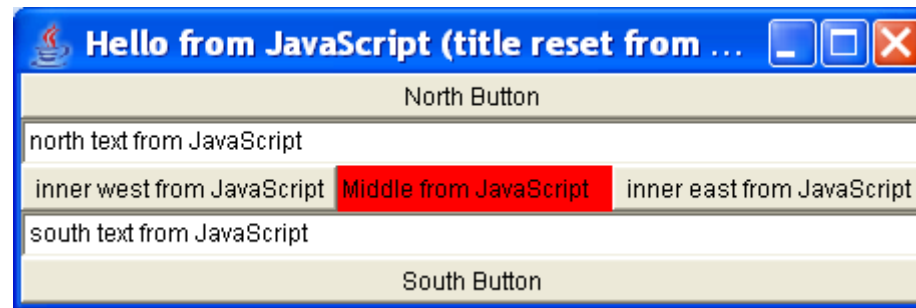 Hello from JavaScript (title reset from ...
North Button
north text from JavaScript
inner west from JavaScript Middle from JavaScript inner east from JavaScript
south text from JavaScript
South Button